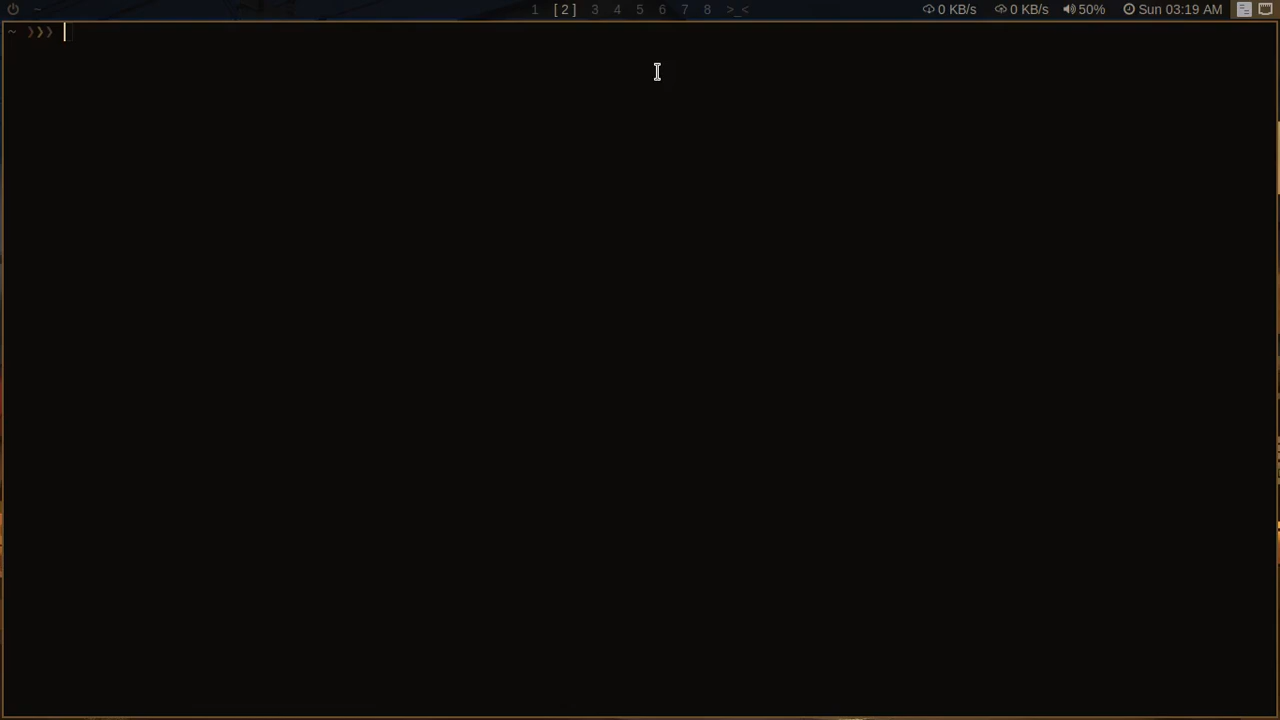 ~ 1 [ 2 ] 3 4 5 6 7 8 >_< 0 KB/s 0 KB/s 50% Sun 03:19 AM
~ ❯❯❯